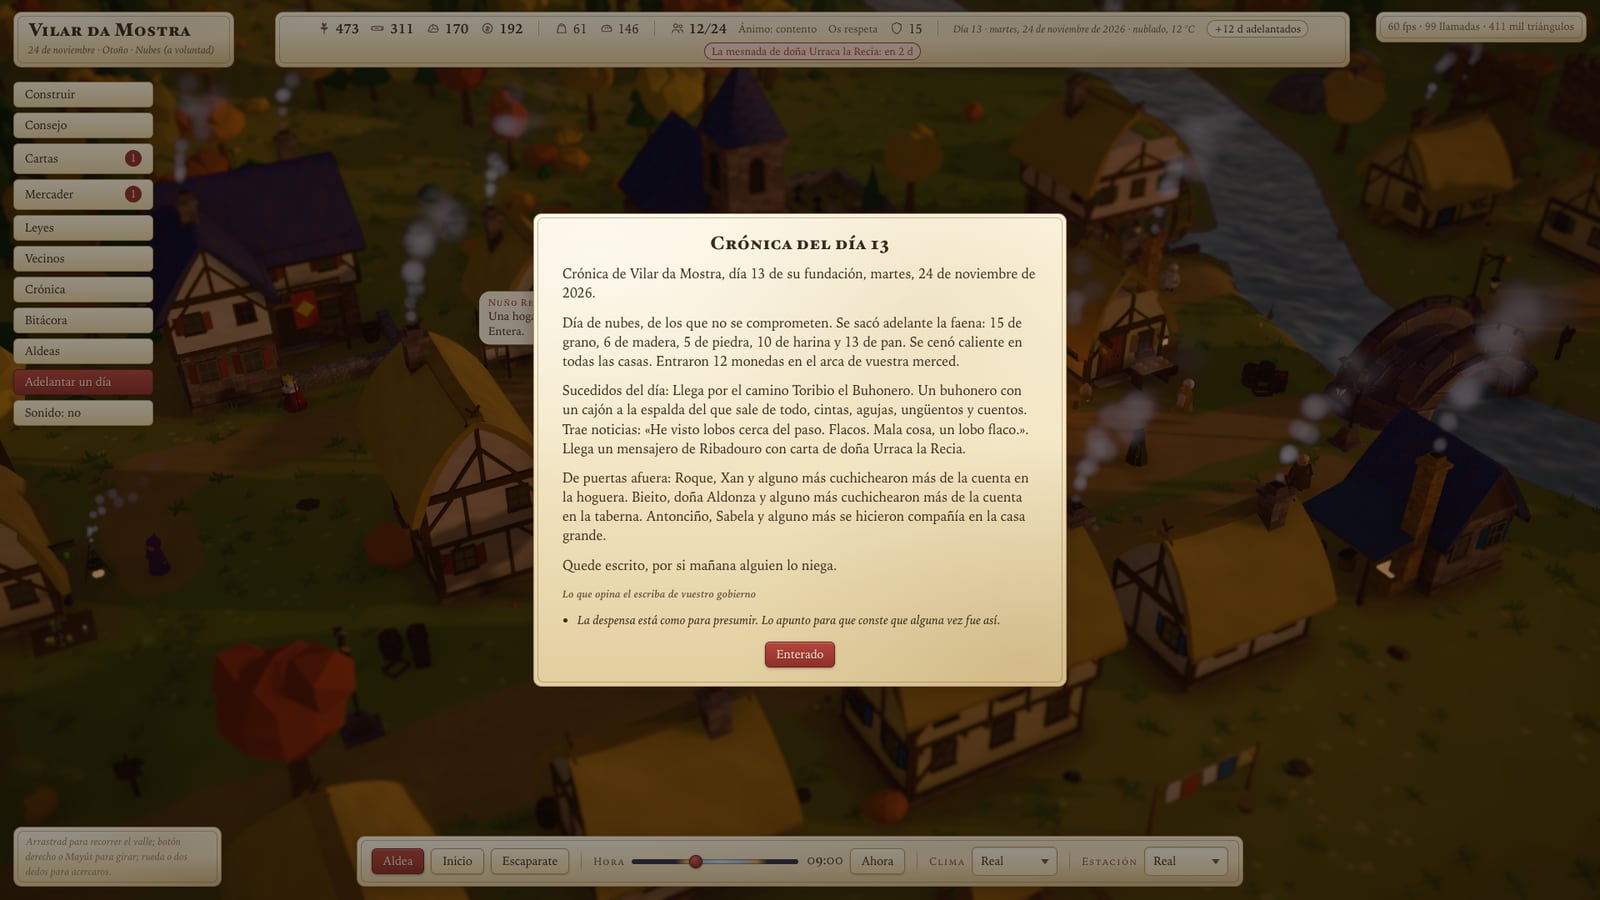 Vilar da Mostra
24 de noviembre · Otoño · Nubes (a voluntad)
473 311 170 192 61 146 12/24 Ánimo: contento Os respeta 15 Día 13 · martes, 24 de noviembre de 2026 · nublado, 12 °C +12 d adelantados
La mesnada de doña Urraca la Recia: en 2 d
60 fps · 99 llamadas · 411 mil triángulos
Construir
Consejo
Cartas 1
Mercader 1
Leyes
Vecinos
Crónica
Bitácora
Aldeas
Adelantar un día
Sonido: no
Nuño
Una
Entera.
Crónica del día 13
Crónica de Vilar da Mostra, día 13 de su fundación, martes, 24 de noviembre de
2026.
Día de nubes, de los que no se comprometen. Se sacó adelante la faena: 15 de
grano, 6 de madera, 5 de piedra, 10 de harina y 13 de pan. Se cenó caliente en
todas las casas. Entraron 12 monedas en el arca de vuestra merced.
Sucedidos del día: Llega por el camino Toribio el Buhonero. Un buhonero con
un cajón a la espalda del que sale de todo, cintas, agujas, ungüentos y cuentos.
Trae noticias: «He visto lobos cerca del paso. Flacos. Mala cosa, un lobo flaco.».
Llega un mensajero de Ribadouro con carta de doña Urraca la Recia.
De puertas afuera: Roque, Xan y alguno más cuchichearon más de la cuenta en
la hoguera. Bieito, doña Aldonza y alguno más cuchichearon más de la cuenta
en la taberna. Antonciño, Sabela y alguno más se hicieron compañía en la casa
grande.
Quede escrito, por si mañana alguien lo niega.
Lo que opina el escriba de vuestro gobierno
• La despensa está como para presumir. Lo apunto para que conste que alguna vez fue así.
Enterado
Arrastrad para recorrer el valle; botón
derecho o Mayús para girar; rueda o dos
dedos para acercaros.
Aldea Inicio Escaparate Hora 09:00 Ahora Clima Real Estación Real